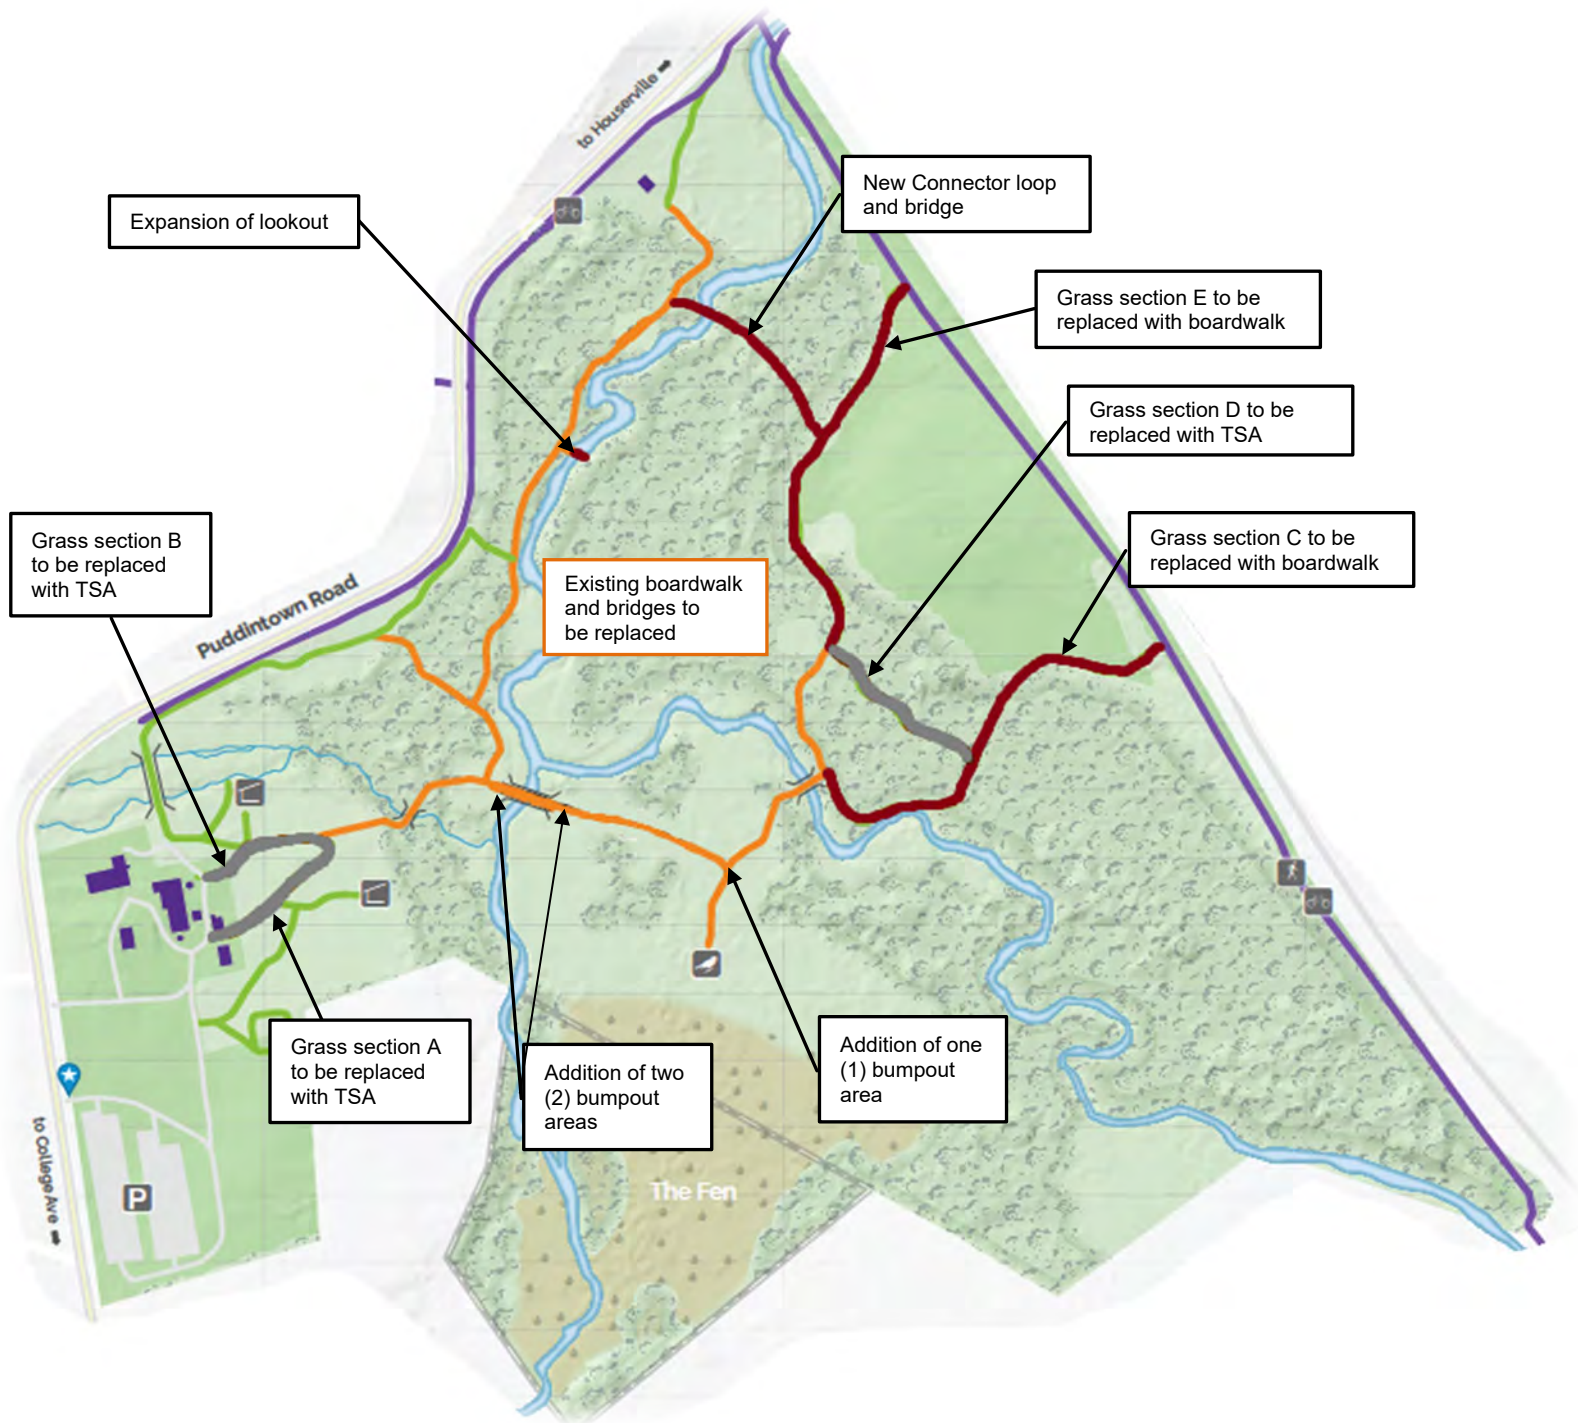 to Houserville
New Connector loop
and bridge
Expansion of lookout
Grass section E to be
replaced with boardwalk
Grass section D to be
replaced with TSA
Grass section B
to be replaced
with TSA
Grass section C to be
replaced with boardwalk
Existing boardwalk
and bridges to
be replaced
Puddintown Road
Grass section A
to be replaced
with TSA
Addition of two
(2) bumpout
areas
Addition of one
(1) bumpout
area
to College Ave
P
The Fen